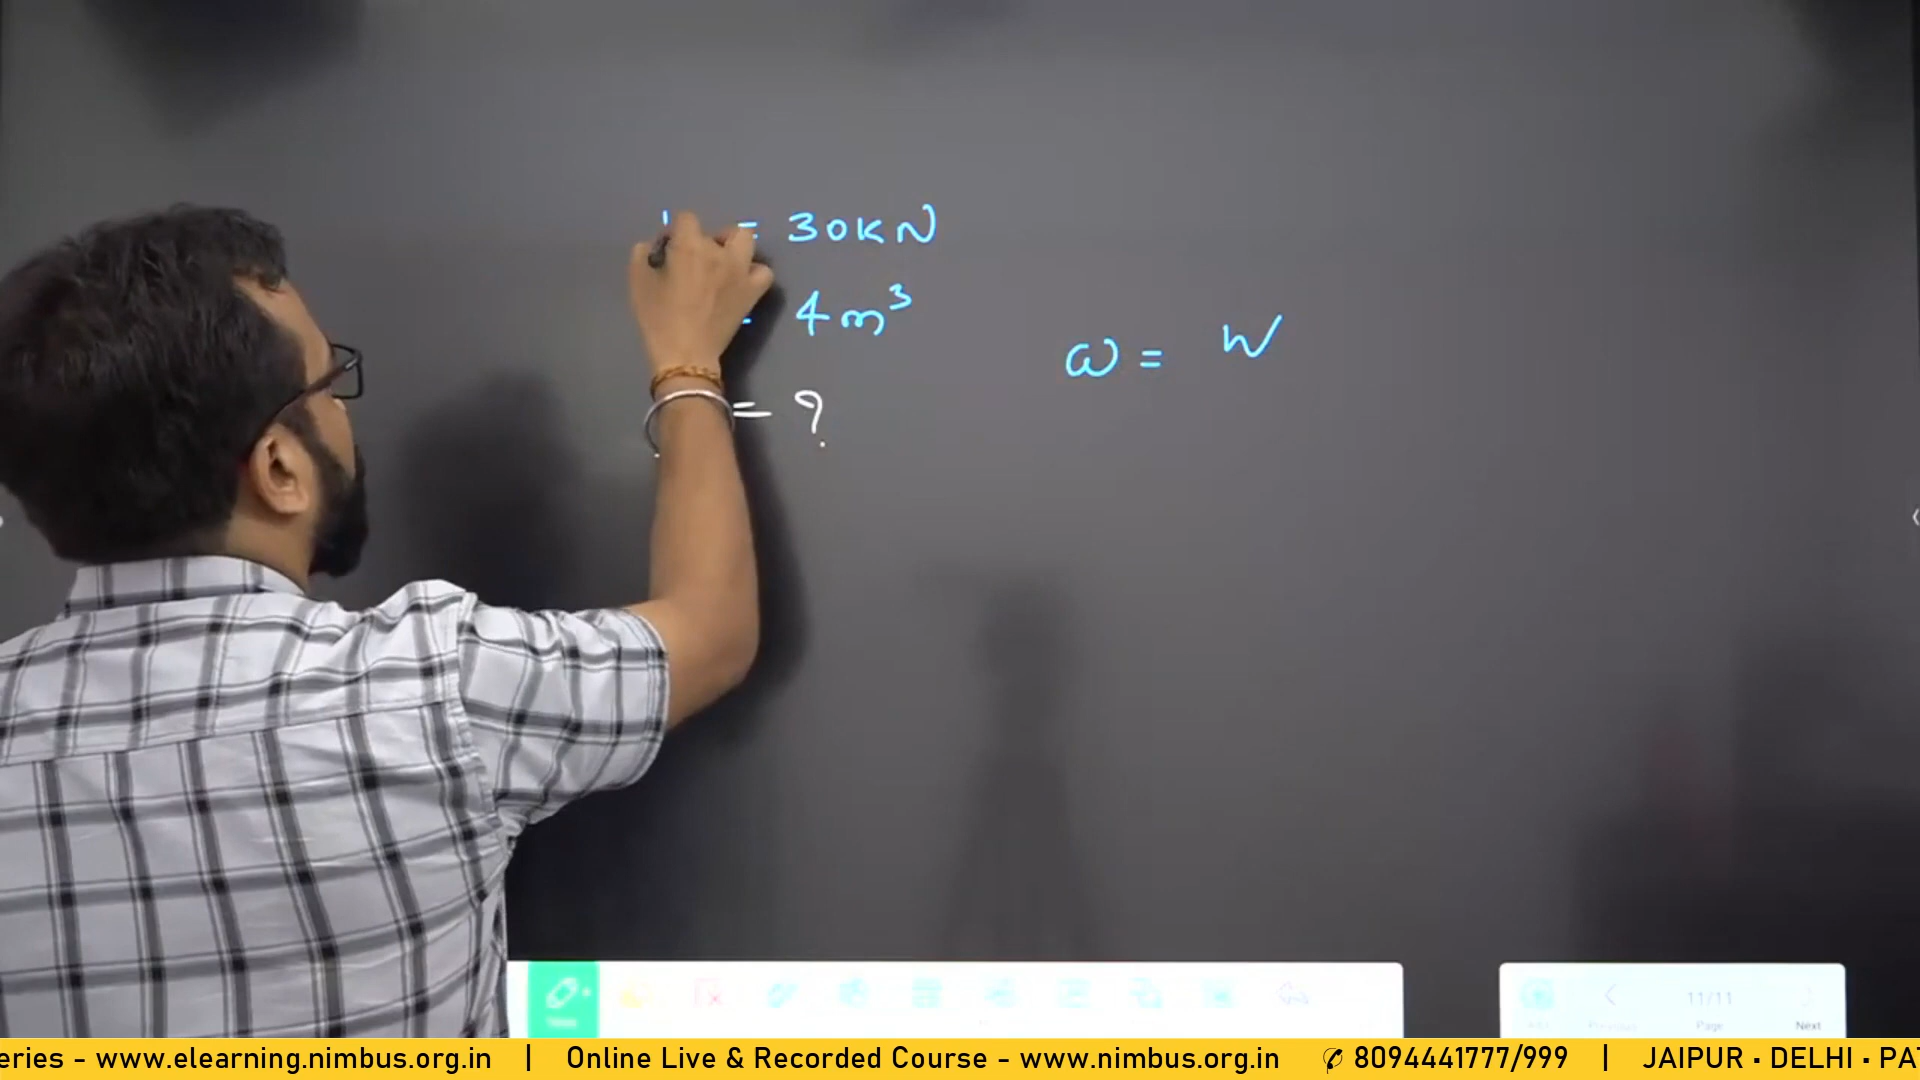 = 30KN
= 4m³
= ?
ω = W
11/11
Page
Next
eries - www.elearning.nimbus.org.in | Online Live & Recorded Course - www.nimbus.org.in ✆ 8094441777/999 | JAIPUR • DELHI • PA